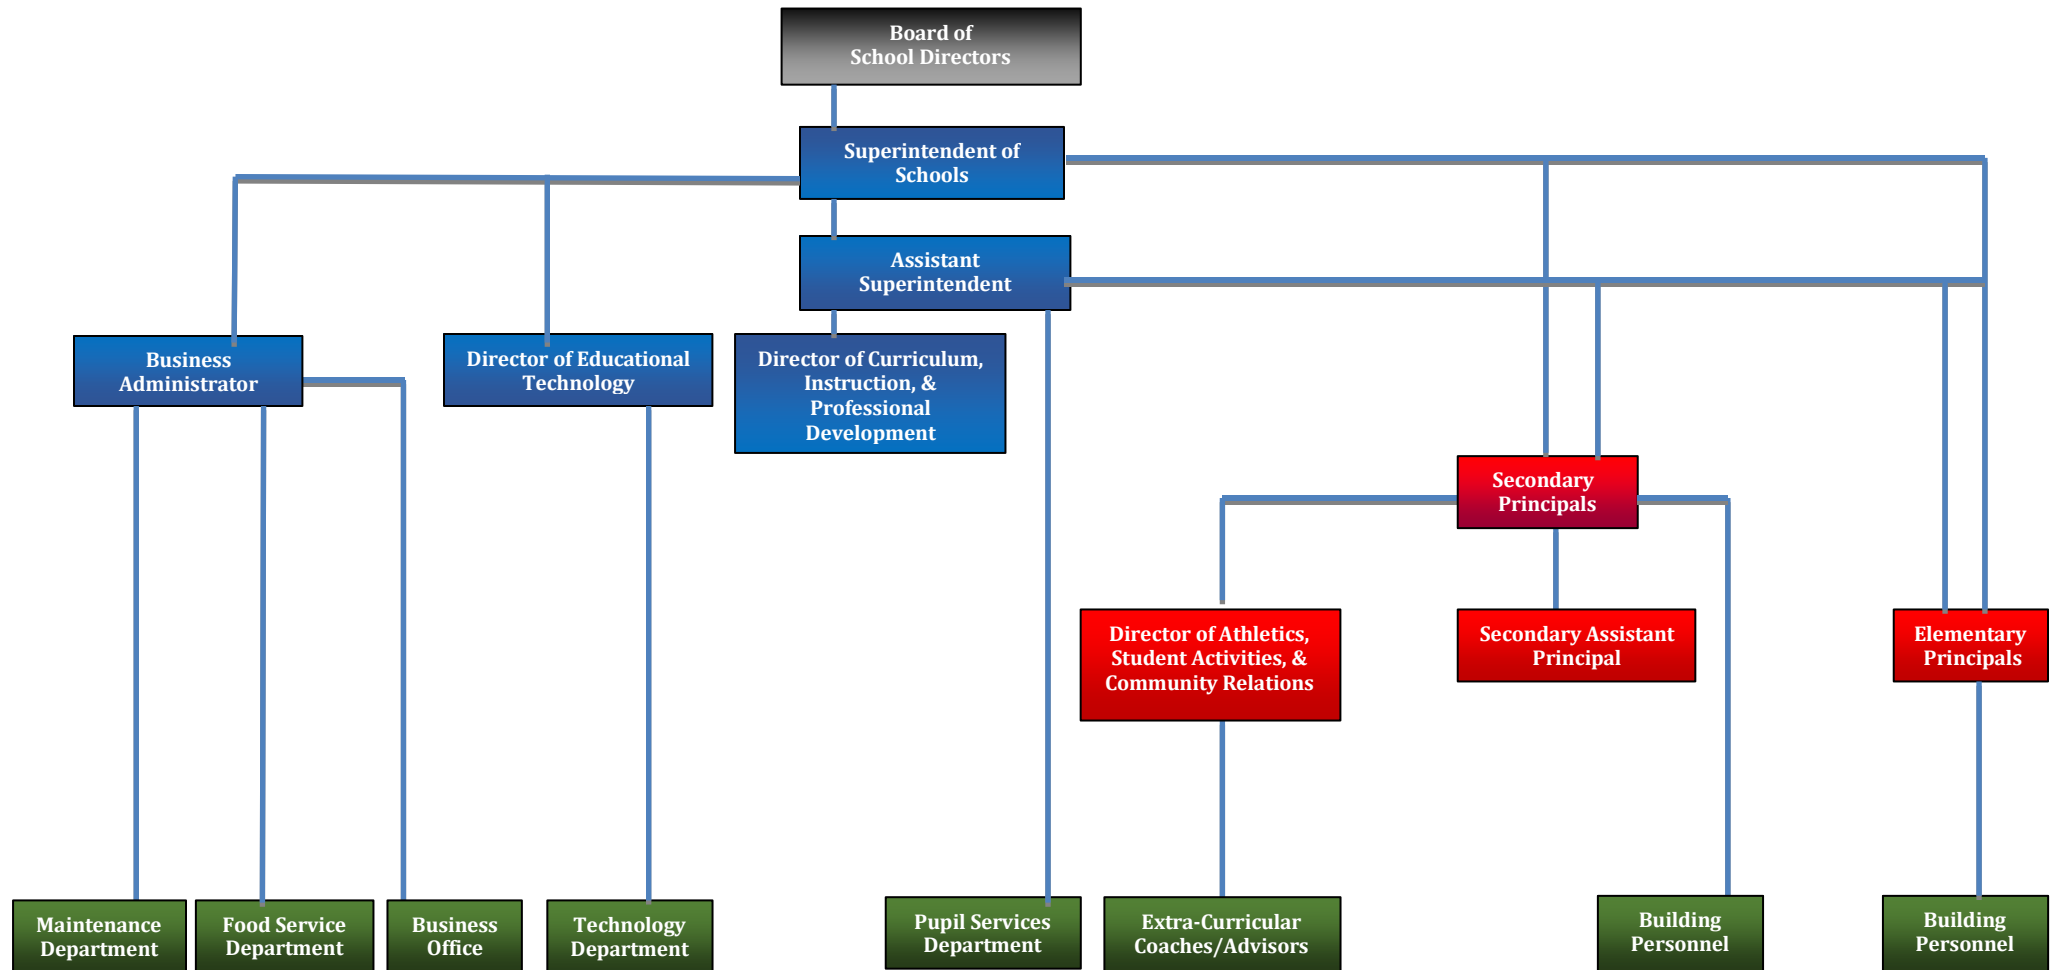 Board of
School Directors
Superintendent of
Schools
Assistant
Superintendent
Business
Administrator
Director of Educational
Technology
Director of Curriculum,
Instruction, &
Professional
Development
Secondary
Principals
Director of Athletics,
Student Activities, &
Community Relations
Secondary Assistant
Principal
Elementary
Principals
Maintenance
Department
Food Service
Department
Business
Office
Technology
Department
Pupil Services
Department
Extra-Curricular
Coaches/Advisors
Building
Personnel
Building
Personnel